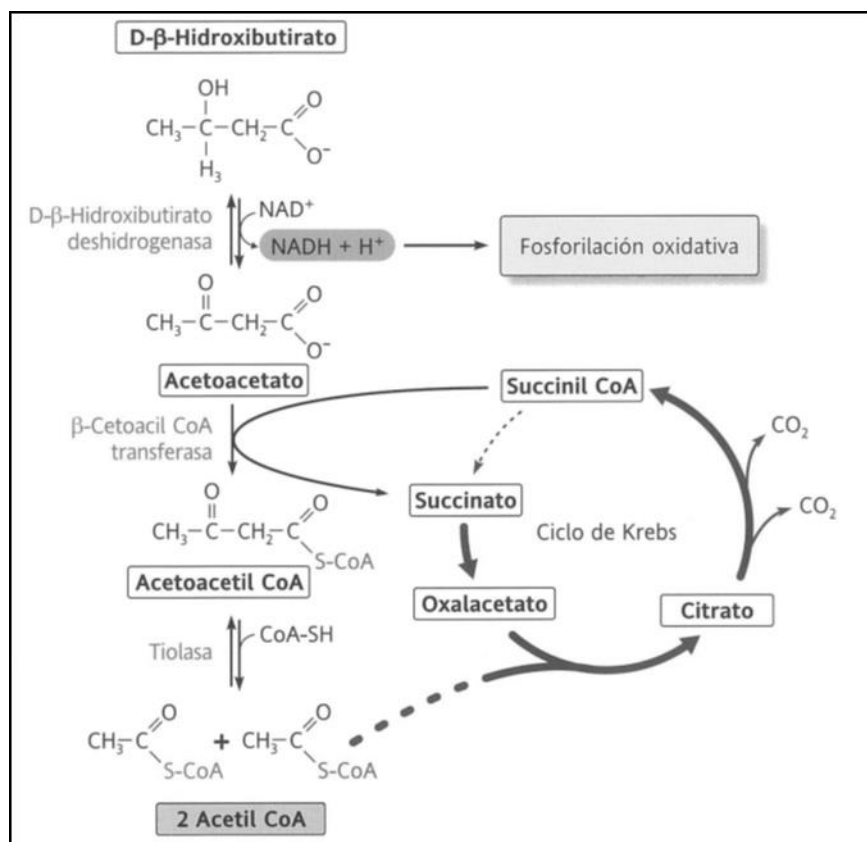 D-β-Hidroxibutirato
OH
O
CH₃-C-CH₂-C
O⁻
H₃
D-β-Hidroxibutirato
deshidrogenasa
NAD⁺
NADH + H⁺
Fosforilación oxidativa
O
O
CH₃-C-CH₂-C
O⁻
Acetoacetato
Succinil CoA
β-Cetoacil CoA
transferasa
CO₂
CO₂
Succinato
Ciclo de Krebs
O
O
CH₃-C-CH₂-C
S-CoA
Acetoacetil CoA
Oxalacetato
Citrato
Tiolasa
CoA-SH
O
O
CH₃-C
+
CH₃-C
S-CoA
S-CoA
2 Acetil CoA